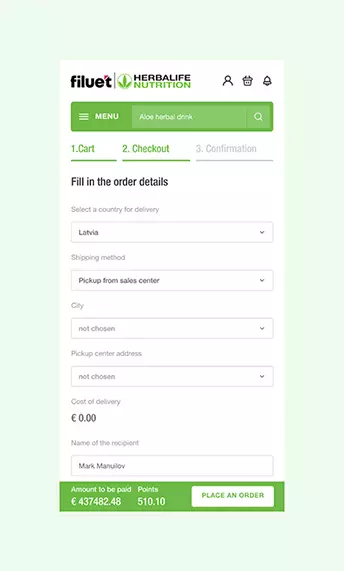 filuet HERBALIFE
NUTRITION
MENU Aloe herbal drink
1.Cart 2. Checkout 3. Confirmation
Fill in the order details
Select a country for delivery
Latvia
Shipping method
Pickup from sales center
City
not chosen
Pickup center address
not chosen
Cost of delivery
€ 0.00
Name of the recipient
Mark Manuilov
Amount to be paid Points
€ 437482.48 510.10
PLACE AN ORDER